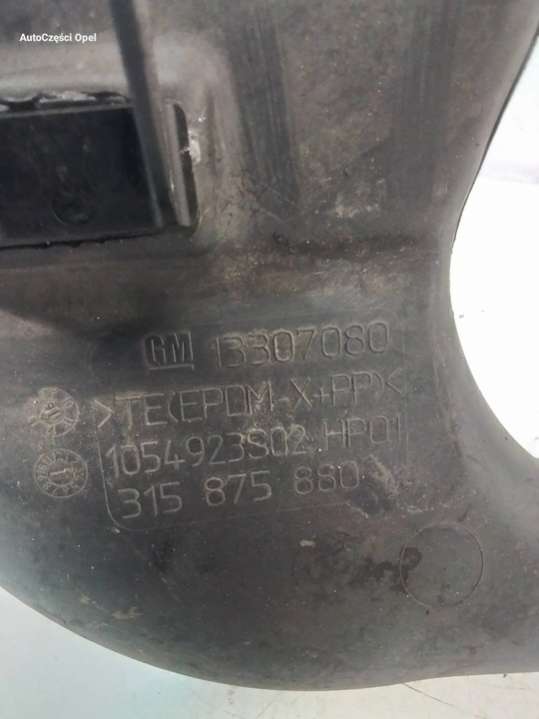 AutoCzęści Opel
GM 13307080
>TE(EPDM-X+PP)<
1054923S02 HP01
315 875 880